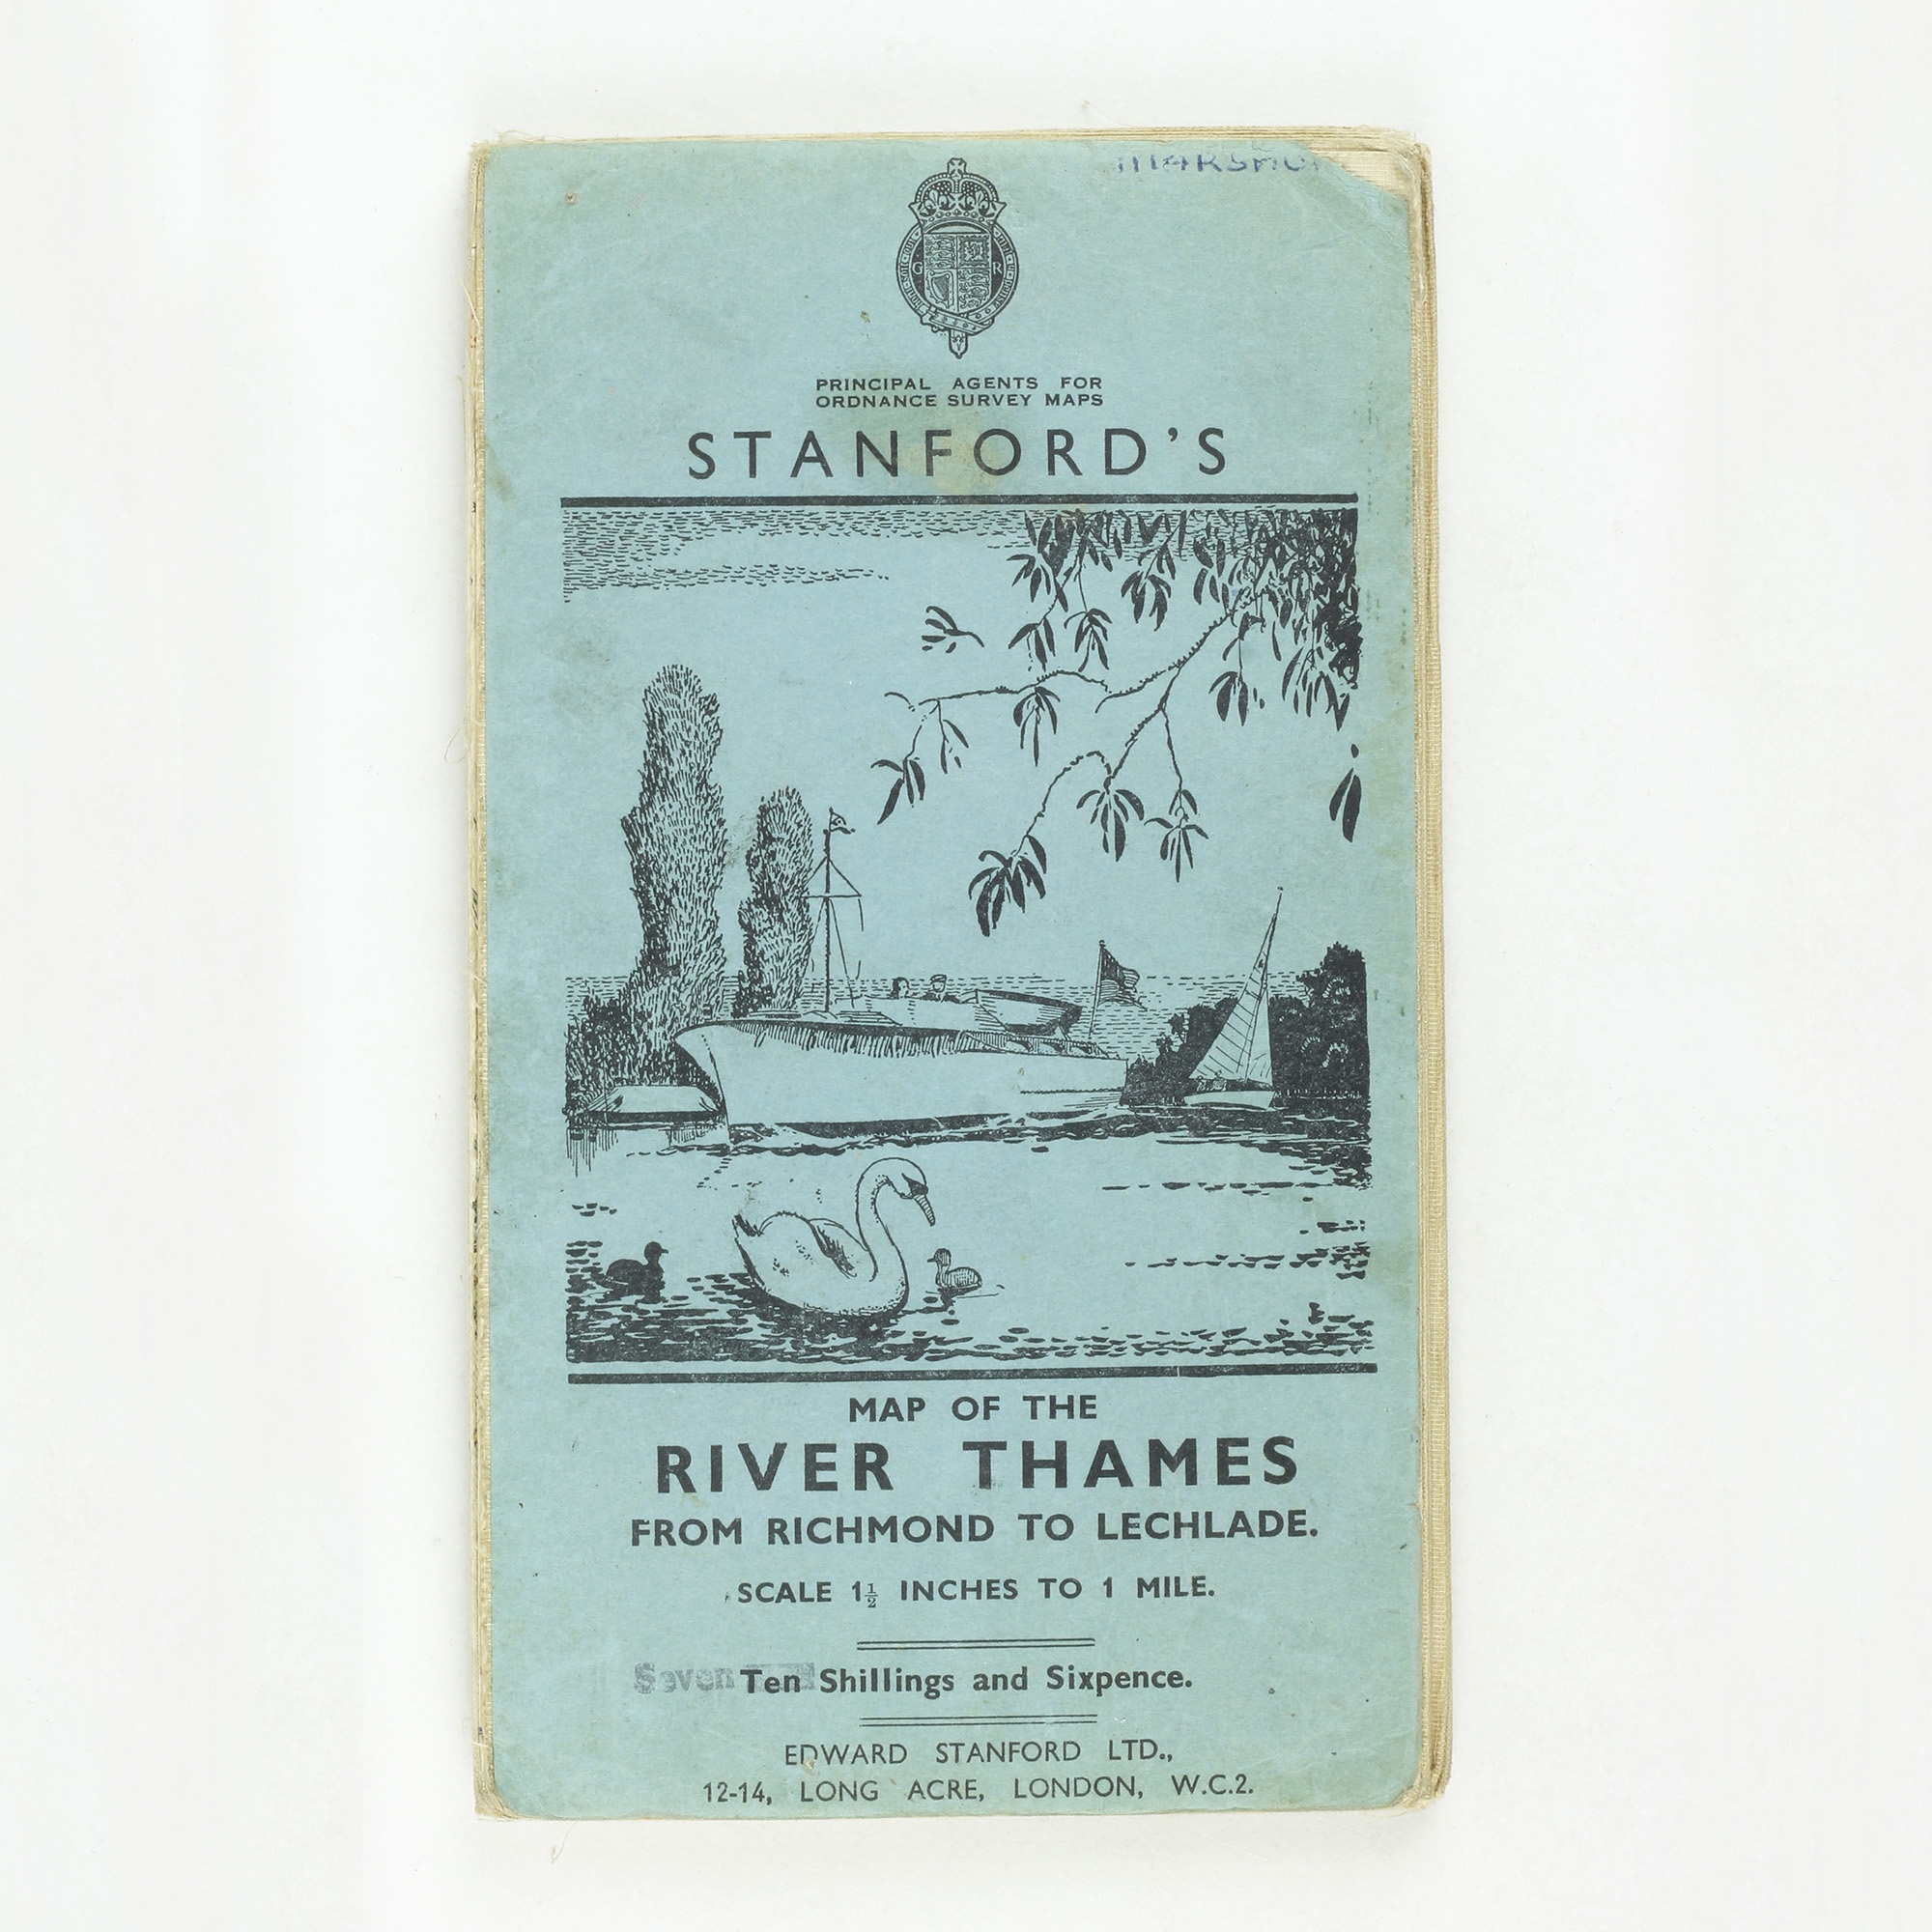 G R
PRINCIPAL AGENTS FOR
ORDNANCE SURVEY MAPS
STANFORD'S
MAP OF THE
RIVER THAMES
FROM RICHMOND TO LECHLADE.
SCALE 1½ INCHES TO 1 MILE.
Seven Ten Shillings and Sixpence.
EDWARD STANFORD LTD.,
12-14, LONG ACRE, LONDON, W.C.2.